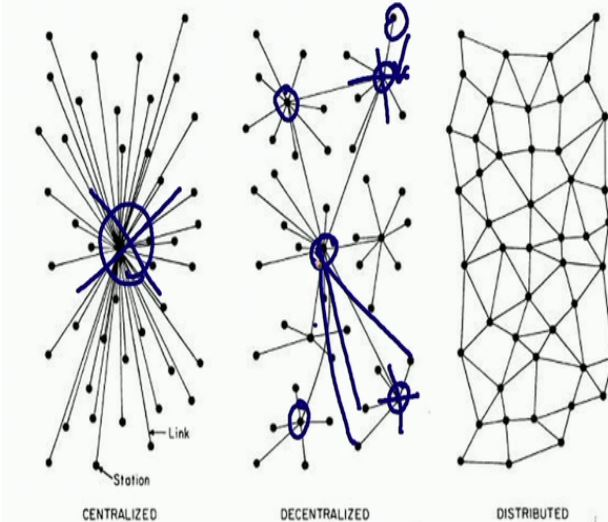 Link
Station
CENTRALIZED
DECENTRALIZED
DISTRIBUTED